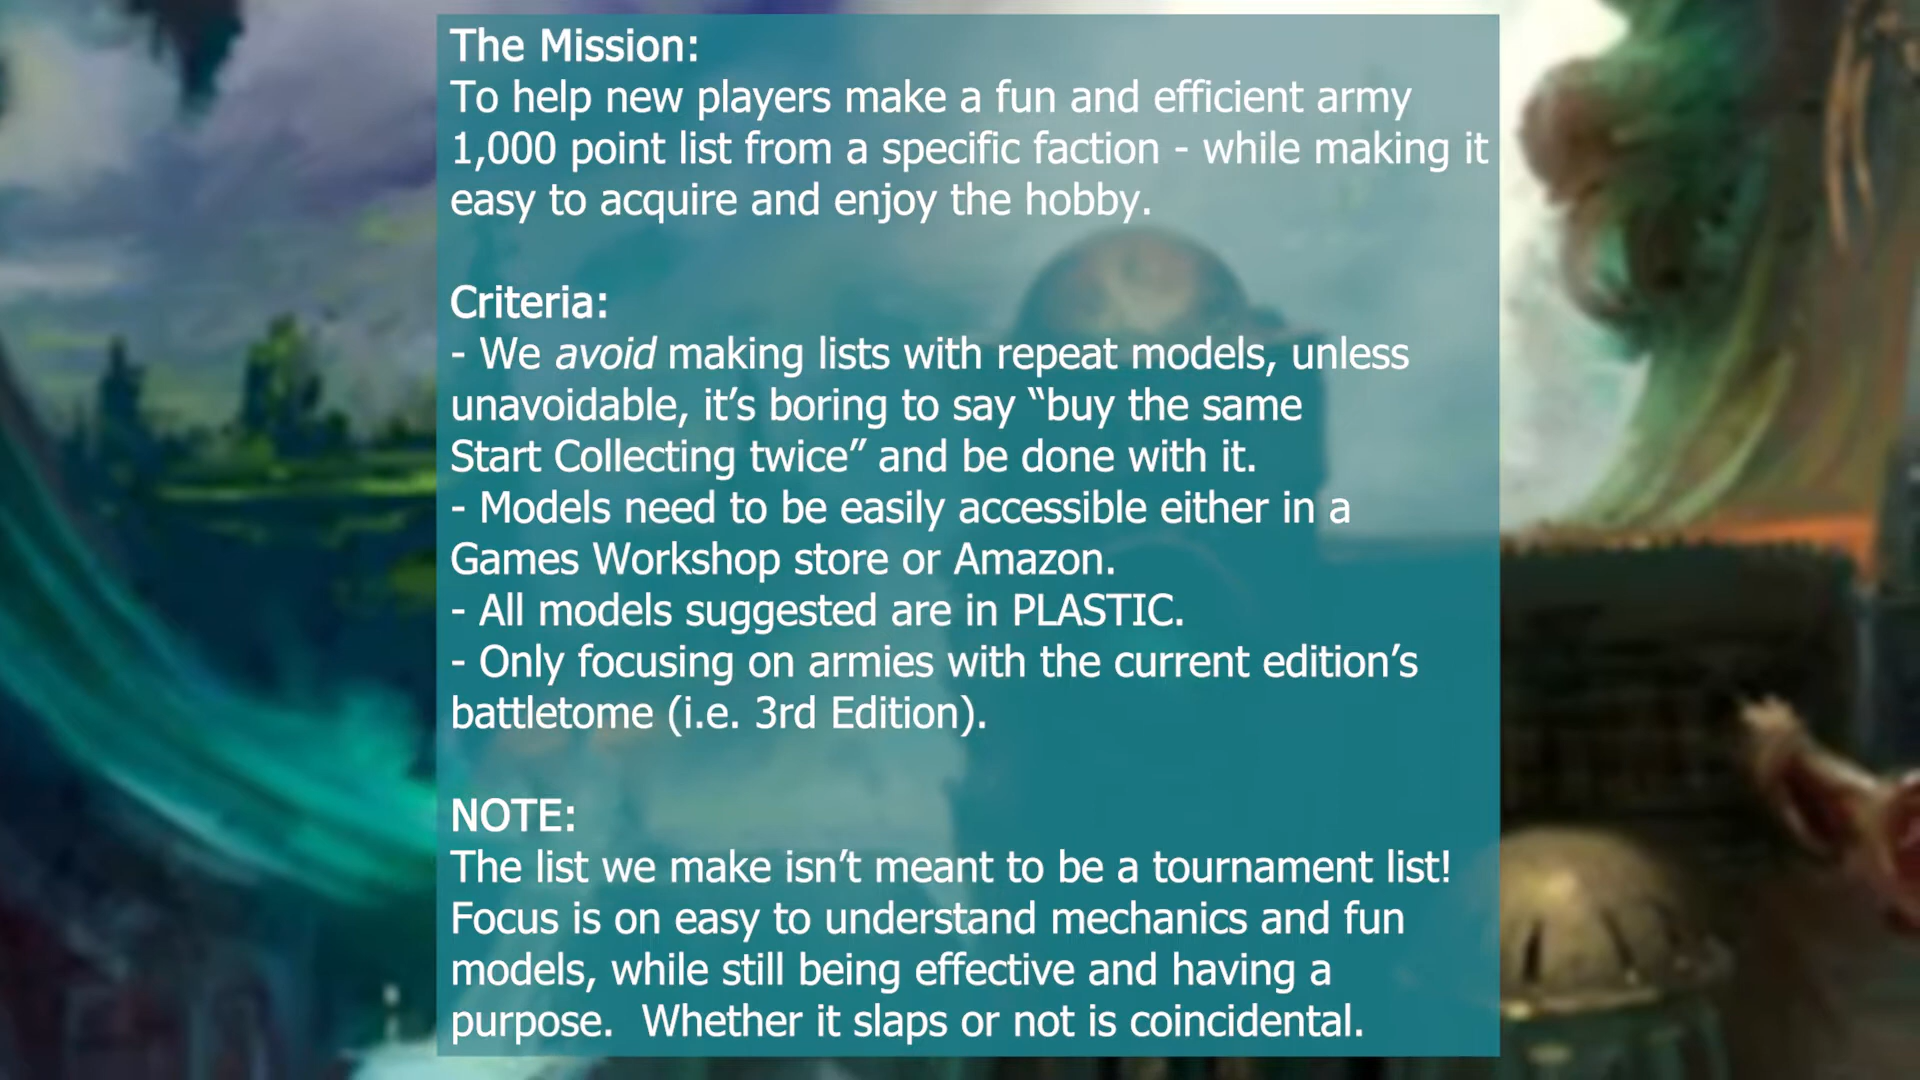 The Mission:
To help new players make a fun and efficient army
1,000 point list from a specific faction - while making it
easy to acquire and enjoy the hobby.
Criteria:
- We avoid making lists with repeat models, unless
unavoidable, it’s boring to say “buy the same
Start Collecting twice” and be done with it.
- Models need to be easily accessible either in a
Games Workshop store or Amazon.
- All models suggested are in PLASTIC.
- Only focusing on armies with the current edition’s
battletome (i.e. 3rd Edition).
NOTE:
The list we make isn’t meant to be a tournament list!
Focus is on easy to understand mechanics and fun
models, while still being effective and having a
purpose.  Whether it slaps or not is coincidental.